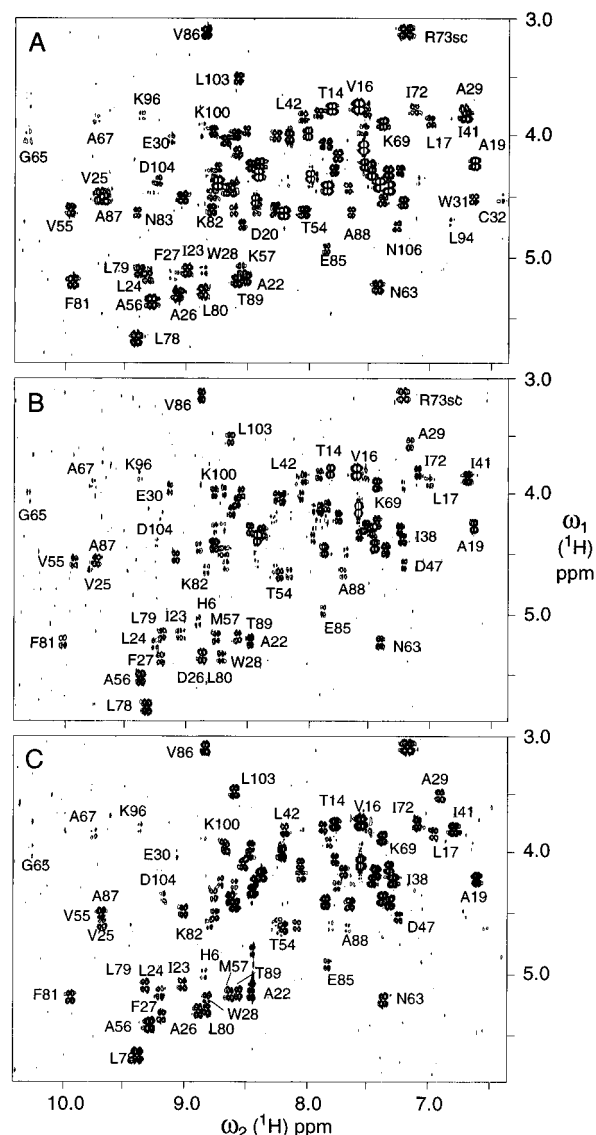 A
3.0
V86
R73sc
L103
K96
K100
L42
T14
V16
I72
A29
4.0
A67
E30
K69
L17
I41
G65
D104
A19
V25
V55
A87
N83
K82
D20
T54
A88
W31
C32
L94
N106
E85
5.0
F27
I23
W28
K57
L79
L24
F81
A56
A26
L80
T89
A22
N63
L78
B
3.0
V86
R73sc
L103
A29
A67
K96
K100
L42
T14
V16
I72
I41
E30
K69
L17
4.0
G65
D104
I38
A19
ω1
(1H)
ppm
V55
A87
V25
K82
T54
A88
D47
H6
E85
5.0
L79
I23
M57
T89
F81
L24
A22
N63
F27
W28
A56
D26,L80
L78
C
3.0
V86
L103
A29
A67
K96
K100
L42
T14
V16
I72
I41
K69
L17
4.0
G65
E30
D104
I38
A19
A87
V55
V25
K82
T54
A88
D47
H6
M57
T89
E85
5.0
L79
L24
I23
F81
A22
N63
F27
W28
A56
A26
L80
L78
10.0
9.0
8.0
7.0
ω2 (1H) ppm